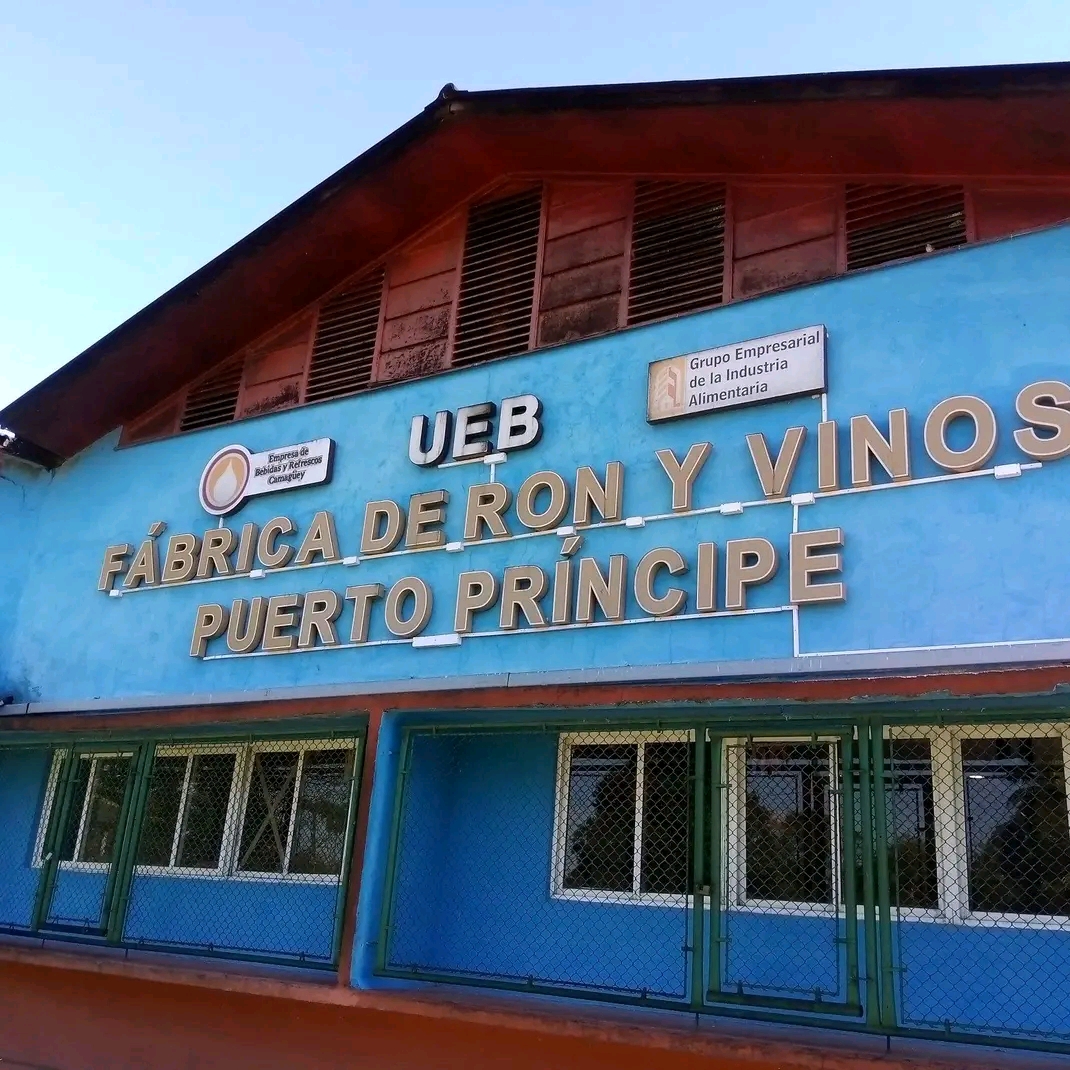 Grupo Empresarial
de la Industria
Alimentaria
UEB
Empresa de
Bebidas y Refrescos
Camagüey
FÁBRICA DE RON Y VINOS
PUERTO PRÍNCIPE